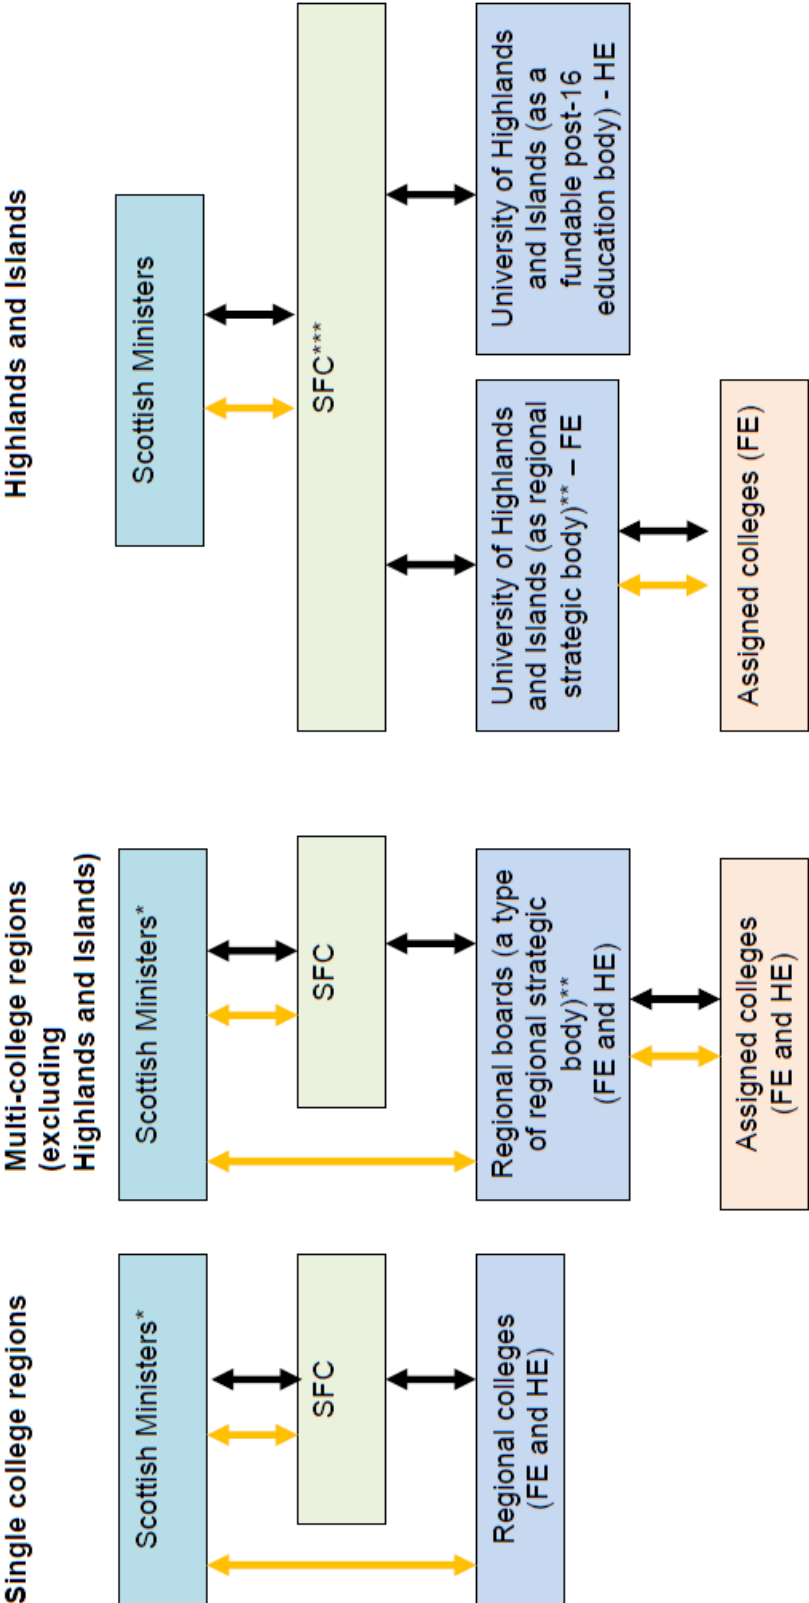 Single college regions
Scottish Ministers*
SFC
Regional colleges
(FE and HE)
Multi-college regions
(excluding
Highlands and Islands)
Scottish Ministers*
SFC
Regional boards (a type
of regional strategic
body)**
(FE and HE)
Assigned colleges
(FE and HE)
Highlands and Islands
Scottish Ministers
SFC***
University of Highlands
and Islands (as regional
strategic body)** – FE
University of Highlands
and Islands (as a
fundable post-16
education body) - HE
Assigned colleges (FE)